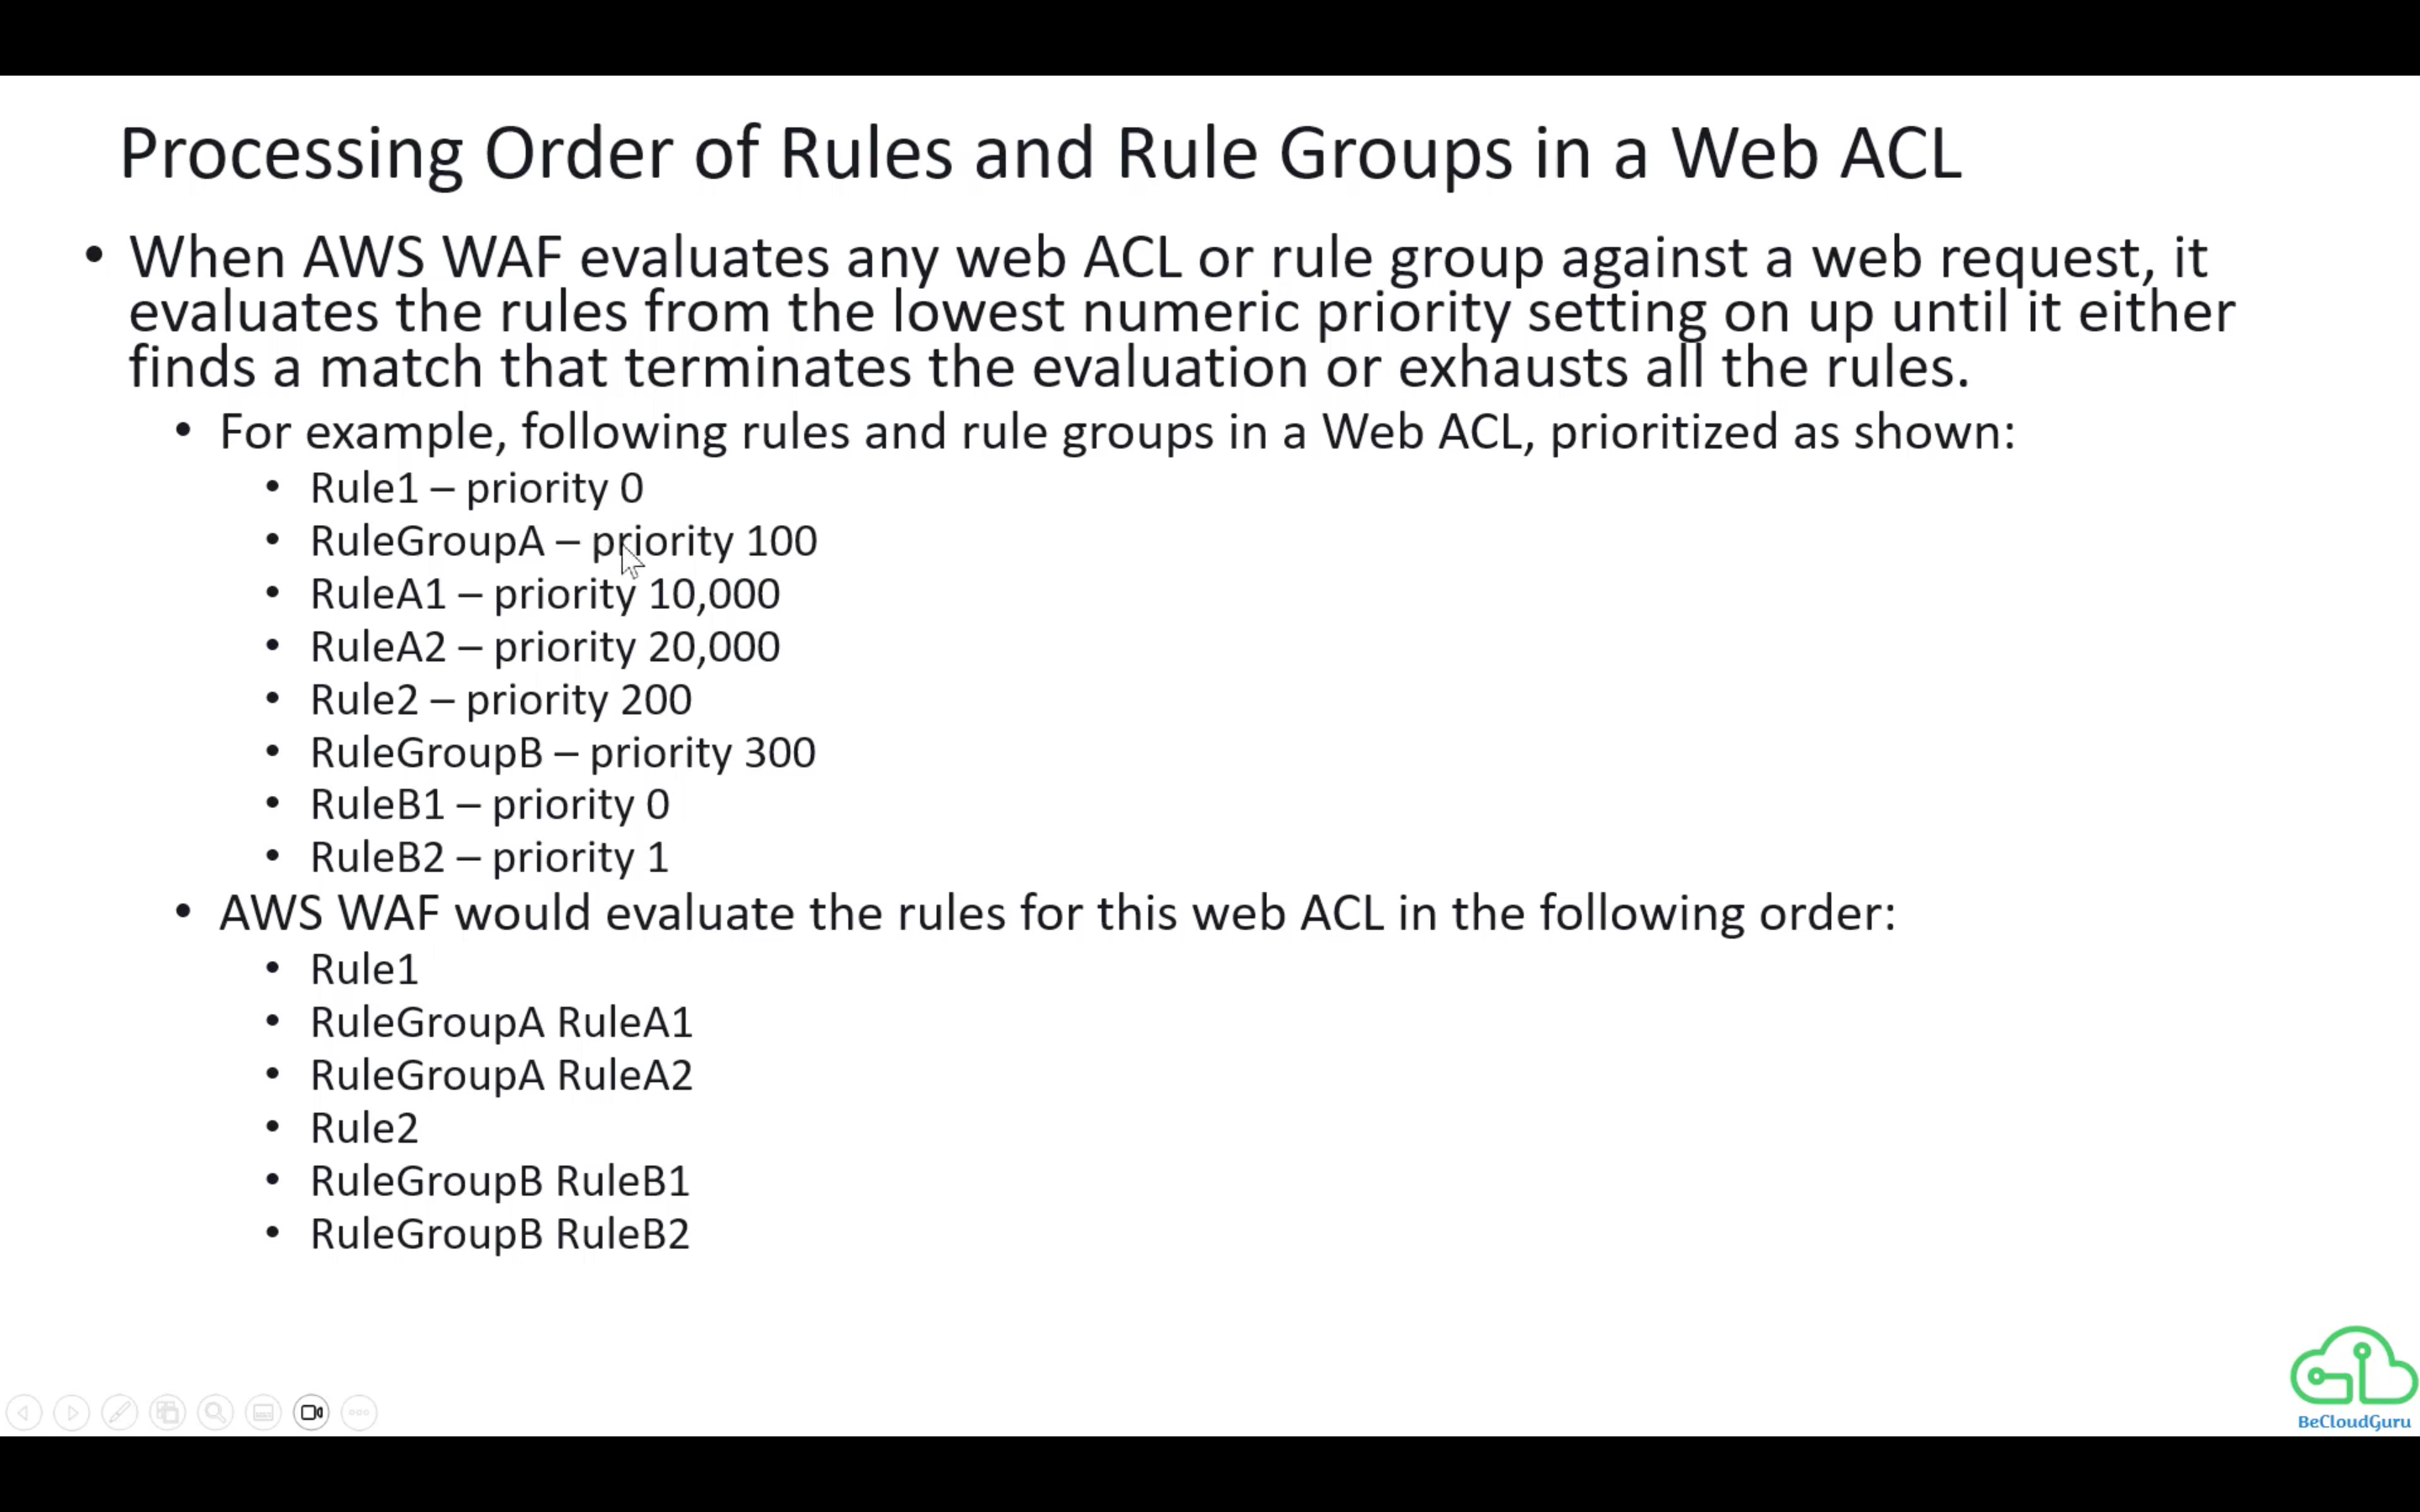 Processing Order of Rules and Rule Groups in a Web ACL
• When AWS WAF evaluates any web ACL or rule group against a web request, it
evaluates the rules from the lowest numeric priority setting on up until it either
finds a match that terminates the evaluation or exhausts all the rules.
• For example, following rules and rule groups in a Web ACL, prioritized as shown:
• Rule1 – priority 0
• RuleGroupA – priority 100
• RuleA1 – priority 10,000
• RuleA2 – priority 20,000
• Rule2 – priority 200
• RuleGroupB – priority 300
• RuleB1 – priority 0
• RuleB2 – priority 1
• AWS WAF would evaluate the rules for this web ACL in the following order:
• Rule1
• RuleGroupA RuleA1
• RuleGroupA RuleA2
• Rule2
• RuleGroupB RuleB1
• RuleGroupB RuleB2
BeCloudGuru